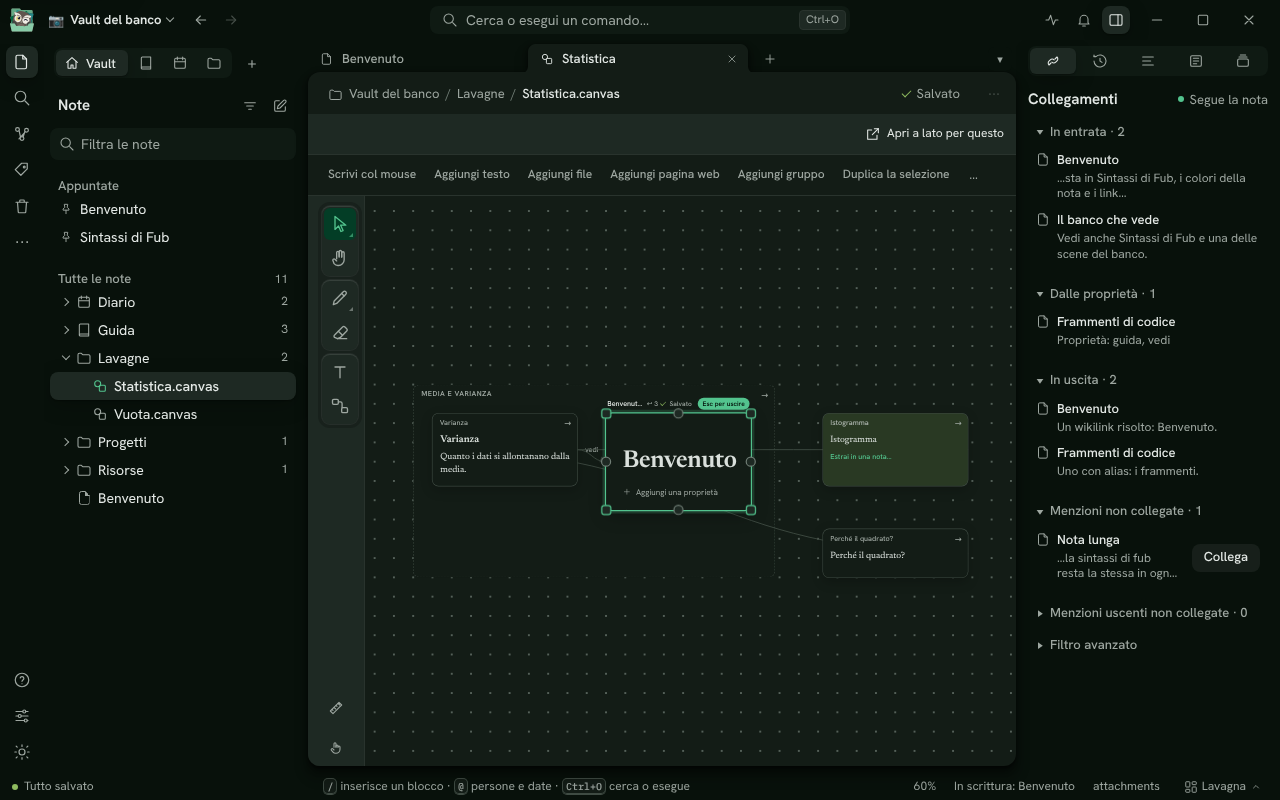 Vault del banco
Cerca o esegui un comando...
Ctrl+O
Vault
Benvenuto
Statistica
Note
Filtra le note
Appuntate
Benvenuto
Sintassi di Fub
Tutte le note 11
Diario 2
Guida 3
Lavagne 2
Statistica.canvas
Vuota.canvas
Progetti 1
Risorse 1
Benvenuto
Tutto salvato
Vault del banco / Lavagne / Statistica.canvas
Salvato
Apri a lato per questo
Scrivi col mouse Aggiungi testo Aggiungi file Aggiungi pagina web Aggiungi gruppo Duplica la selezione ...
MEDIA E VARIANZA
Varianza
Varianza
Quanto i dati si allontanano dalla
media.
vedi
Benvenut... 3 Salvato Esc per uscire
Benvenuto
Aggiungi una proprietà
Istogramma
Istogramma
Estrai in una nota...
Perché il quadrato?
Perché il quadrato?
/ inserisce un blocco · @ persone e date · Ctrl+O cerca o esegue
60%
In scrittura: Benvenuto
attachments
Lavagna
Collegamenti
Segue la nota
In entrata · 2
Benvenuto
...sta in Sintassi di Fub, i colori della
nota e i link...
Il banco che vede
Vedi anche Sintassi di Fub e una delle
scene del banco.
Dalle proprietà · 1
Frammenti di codice
Proprietà: guida, vedi
In uscita · 2
Benvenuto
Un wikilink risolto: Benvenuto.
Frammenti di codice
Uno con alias: i frammenti.
Menzioni non collegate · 1
Nota lunga
...la sintassi di fub
resta la stessa in ogn...
Collega
Menzioni uscenti non collegate · 0
Filtro avanzato